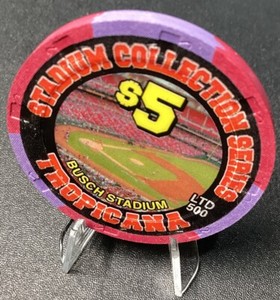 STADIUM COLLECTION SERIES
$5
BUSCH STADIUM
LTD
500
TROPICANA